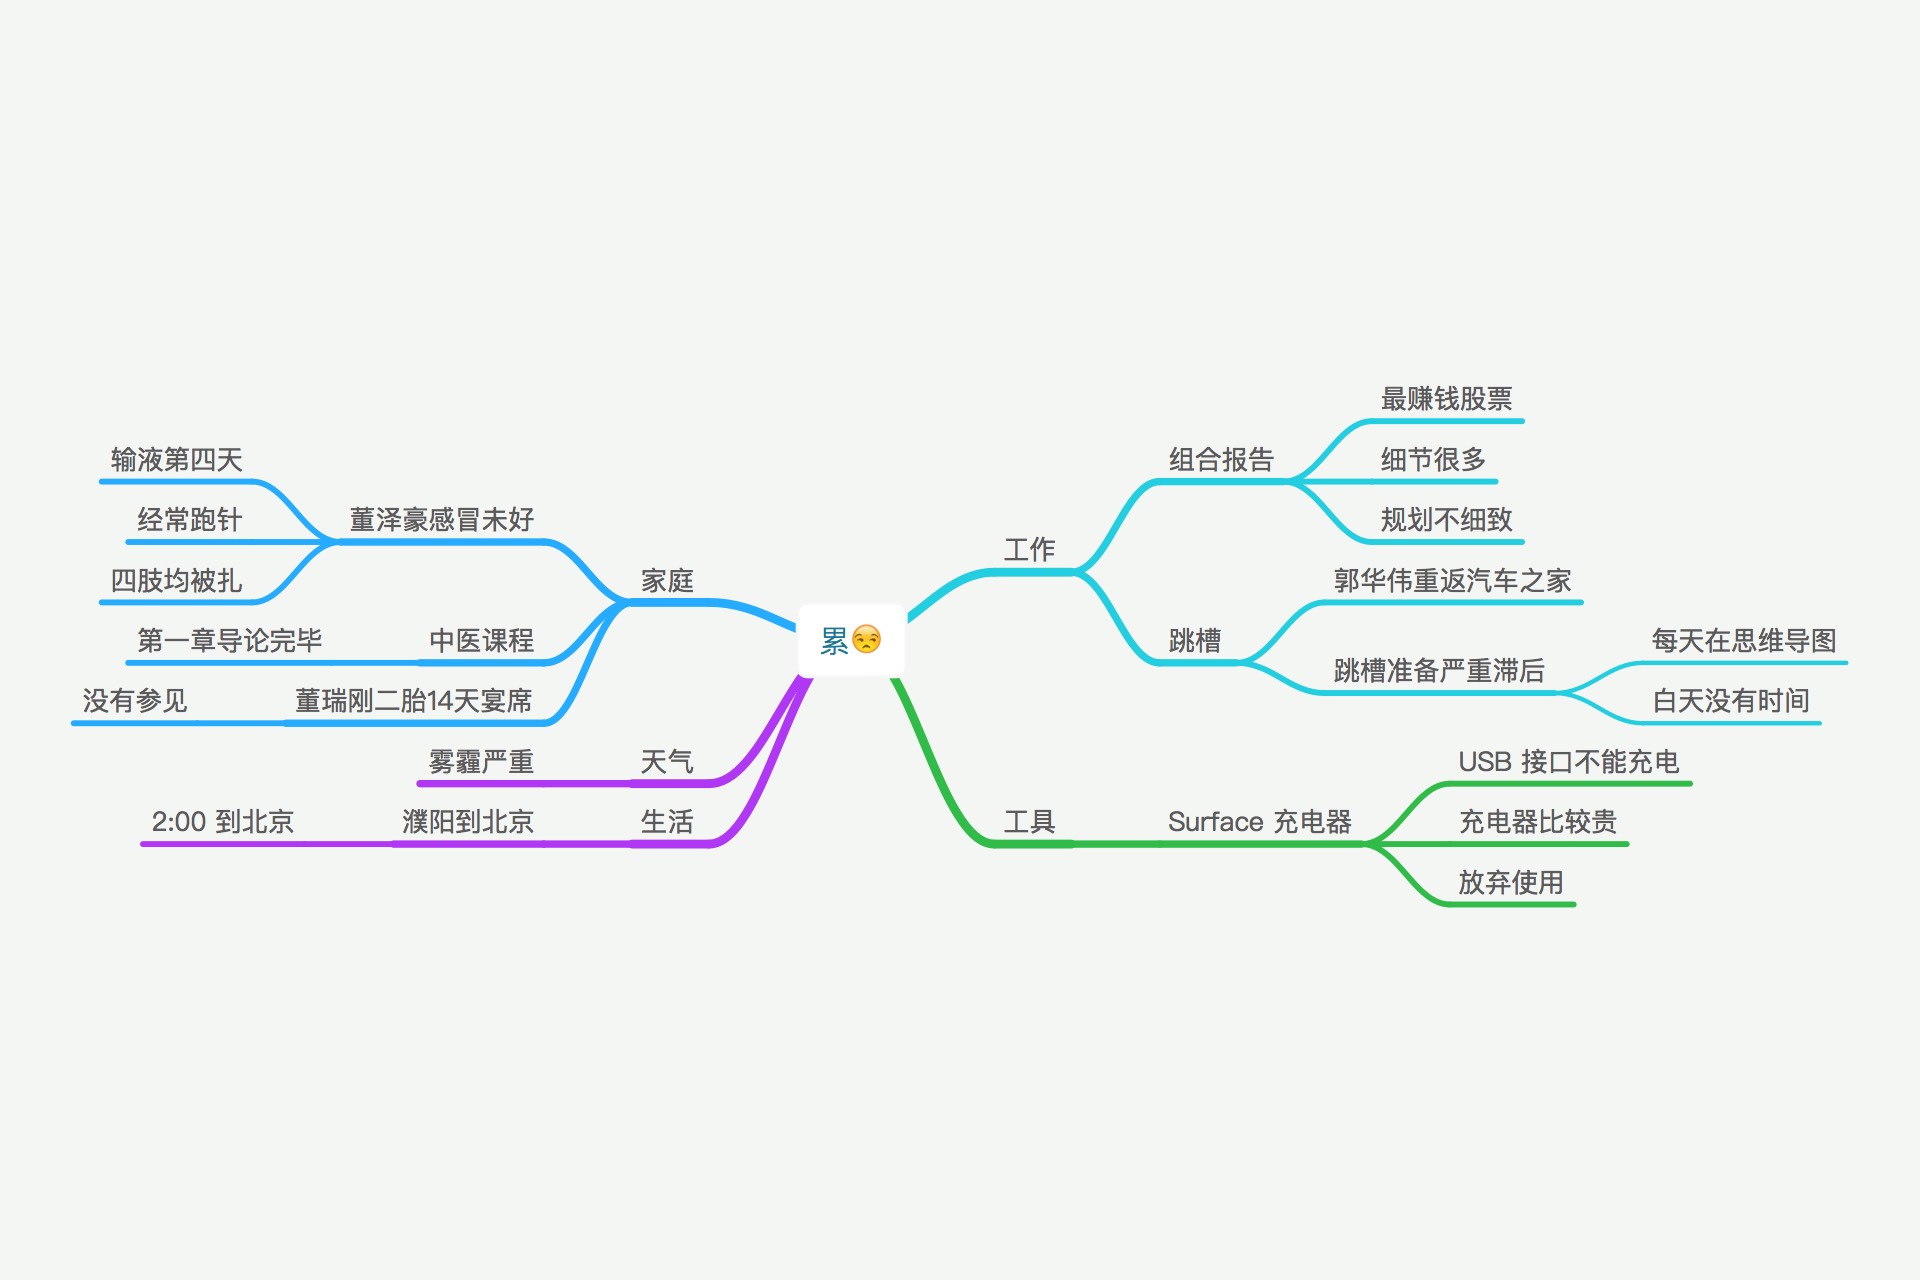 累😒
工作
组合报告
最赚钱股票
细节很多
规划不细致
跳槽
郭华伟重返汽车之家
跳槽准备严重滞后
每天在思维导图
白天没有时间
工具
Surface 充电器
USB 接口不能充电
充电器比较贵
放弃使用
家庭
董泽豪感冒未好
输液第四天
经常跑针
四肢均被扎
中医课程
第一章导论完毕
董瑞刚二胎14天宴席
没有参见
天气
雾霾严重
生活
濮阳到北京
2:00 到北京